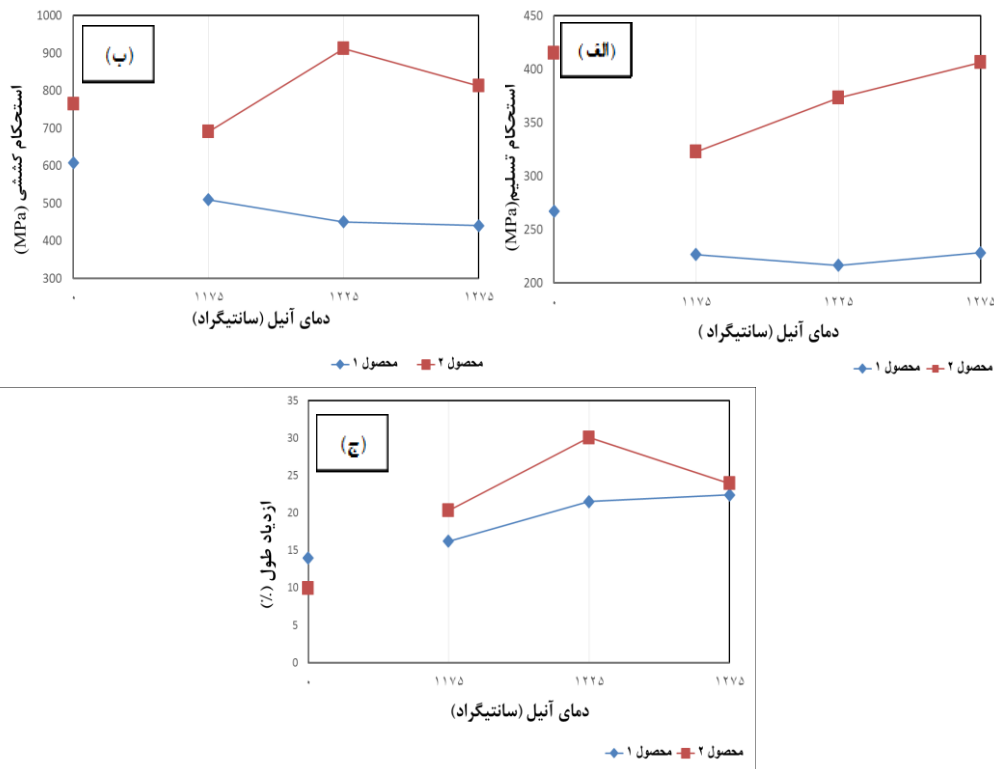 (الف)
استحکام تسلیم(MPa)
450
400
350
300
250
200
۰ ۱۱۷۵ ۱۲۲۵ ۱۲۷۵
دمای آنیل (سانتیگراد )
محصول ۱ محصول ۲
(ب)
استحکام کششی (MPa)
1000
900
800
700
600
500
400
300
۰ ۱۱۷۵ ۱۲۲۵ ۱۲۷۵
دمای آنیل (سانتیگراد)
محصول ۱ محصول ۲
(ج)
ازدیاد طول (٪)
35
30
25
20
15
10
5
0
۰ ۱۱۷۵ ۱۲۲۵ ۱۲۷۵
دمای آنیل (سانتیگراد)
محصول ۱ محصول ۲